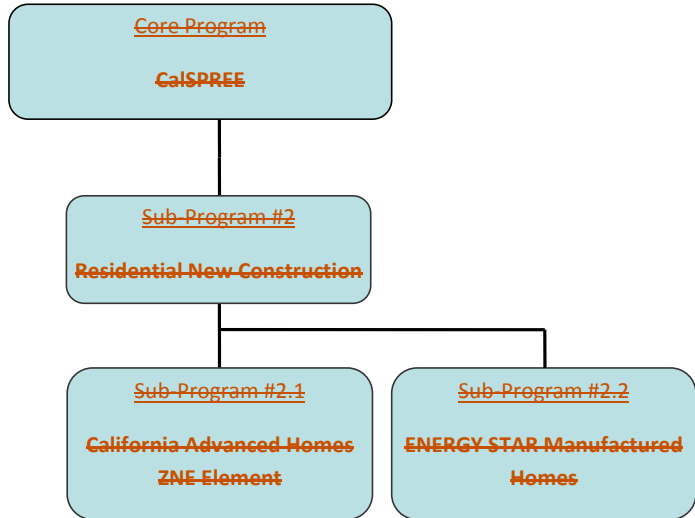 Core Program
CalSPREE
Sub-Program #2
Residential New Construction
Sub-Program #2.1
California Advanced Homes
ZNE Element
Sub-Program #2.2
ENERGY STAR Manufactured
Homes